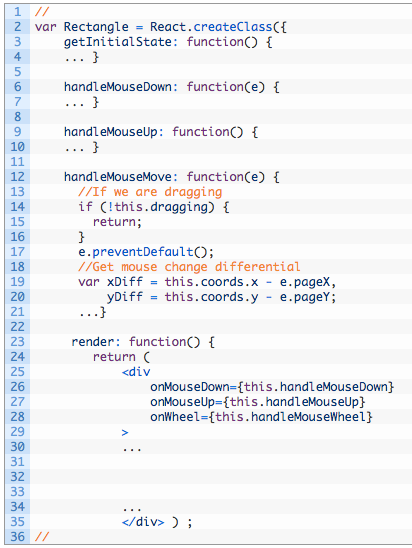 1 //
2 var Rectangle = React.createClass({
3 getInitialState: function() {
4 ... }
5
6 handleMouseDown: function(e) {
7 ... }
8
9 handleMouseUp: function() {
10 ... }
11
12 handleMouseMove: function(e) {
13 //If we are dragging
14 if (!this.dragging) {
15 return;
16 }
17 e.preventDefault();
18 //Get mouse change differential
19 var xDiff = this.coords.x - e.pageX,
20 yDiff = this.coords.y - e.pageY;
21 ...}
22
23 render: function() {
24 return (
25 <div
26 onMouseDown={this.handleMouseDown}
27 onMouseUp={this.handleMouseUp}
28 onWheel={this.handleMouseWheel}
29 >
30 ...
31
32
33
34 ...
35 </div> ) ;
36 //